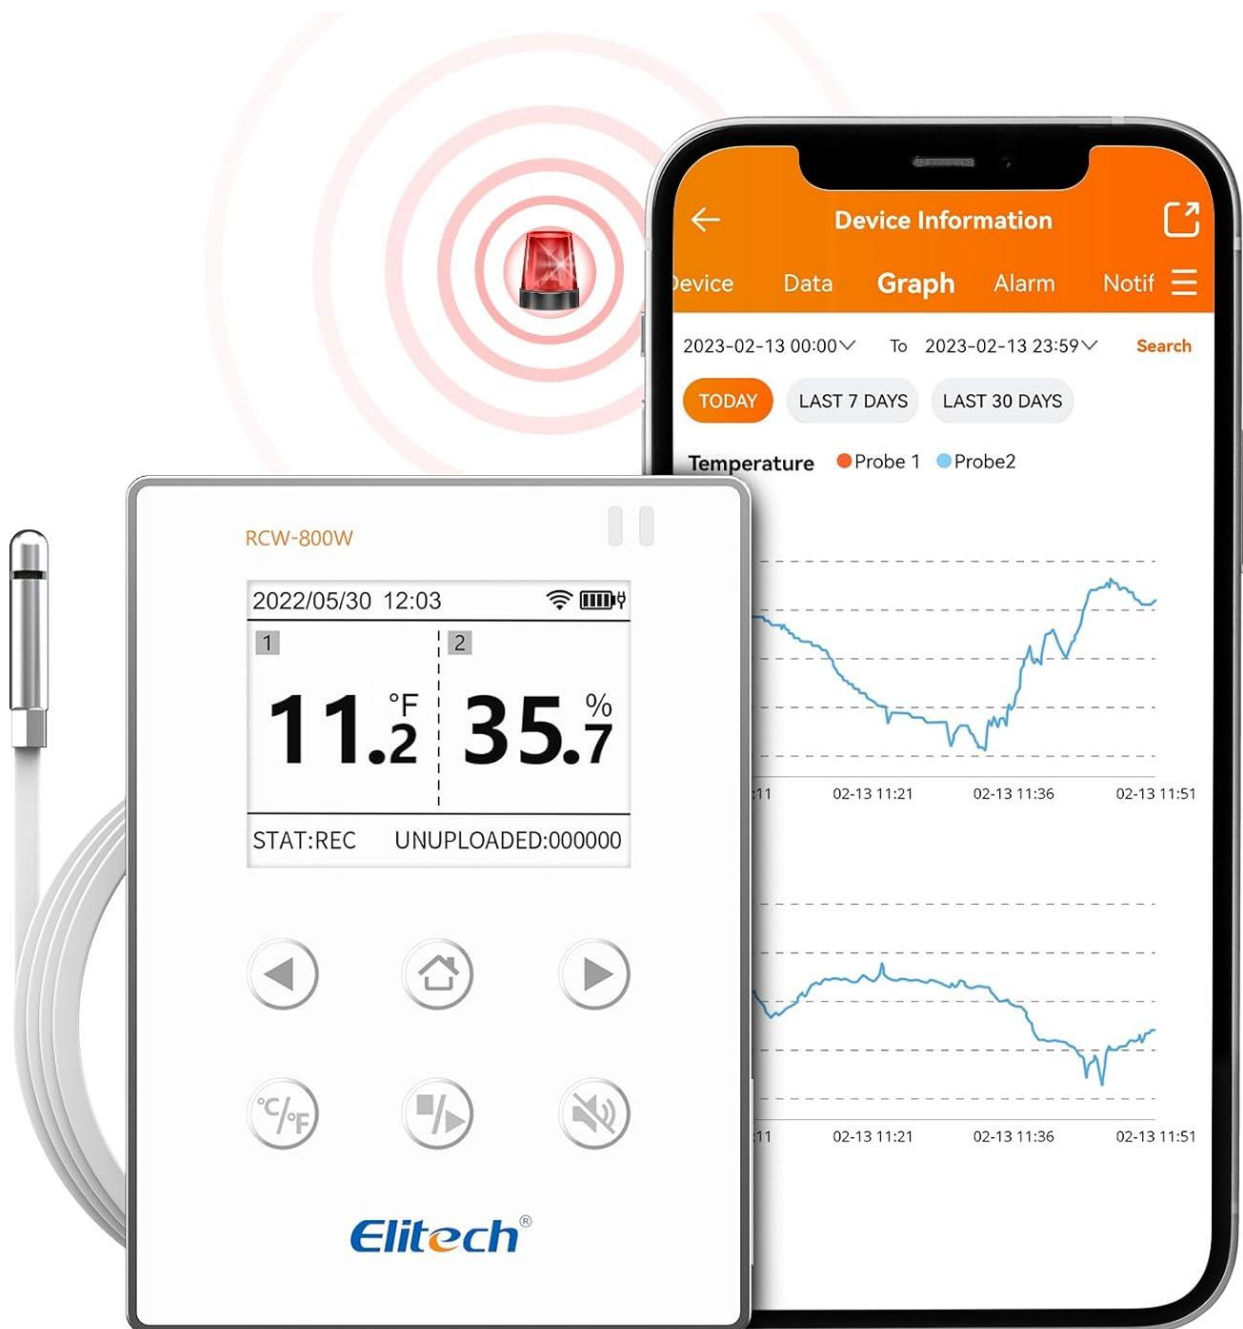 Device Information
Device Data Graph Alarm Notif
2023-02-13 00:00 To 2023-02-13 23:59 Search
TODAY LAST 7 DAYS LAST 30 DAYS
Temperature Probe 1 Probe2
:11 02-13 11:21 02-13 11:36 02-13 11:51
:11 02-13 11:21 02-13 11:36 02-13 11:51
RCW-800W
2022/05/30 12:03
1 2
11.2 °F 35.7 %
STAT:REC UNUPLOADED:000000
°C/°F
Elitech®